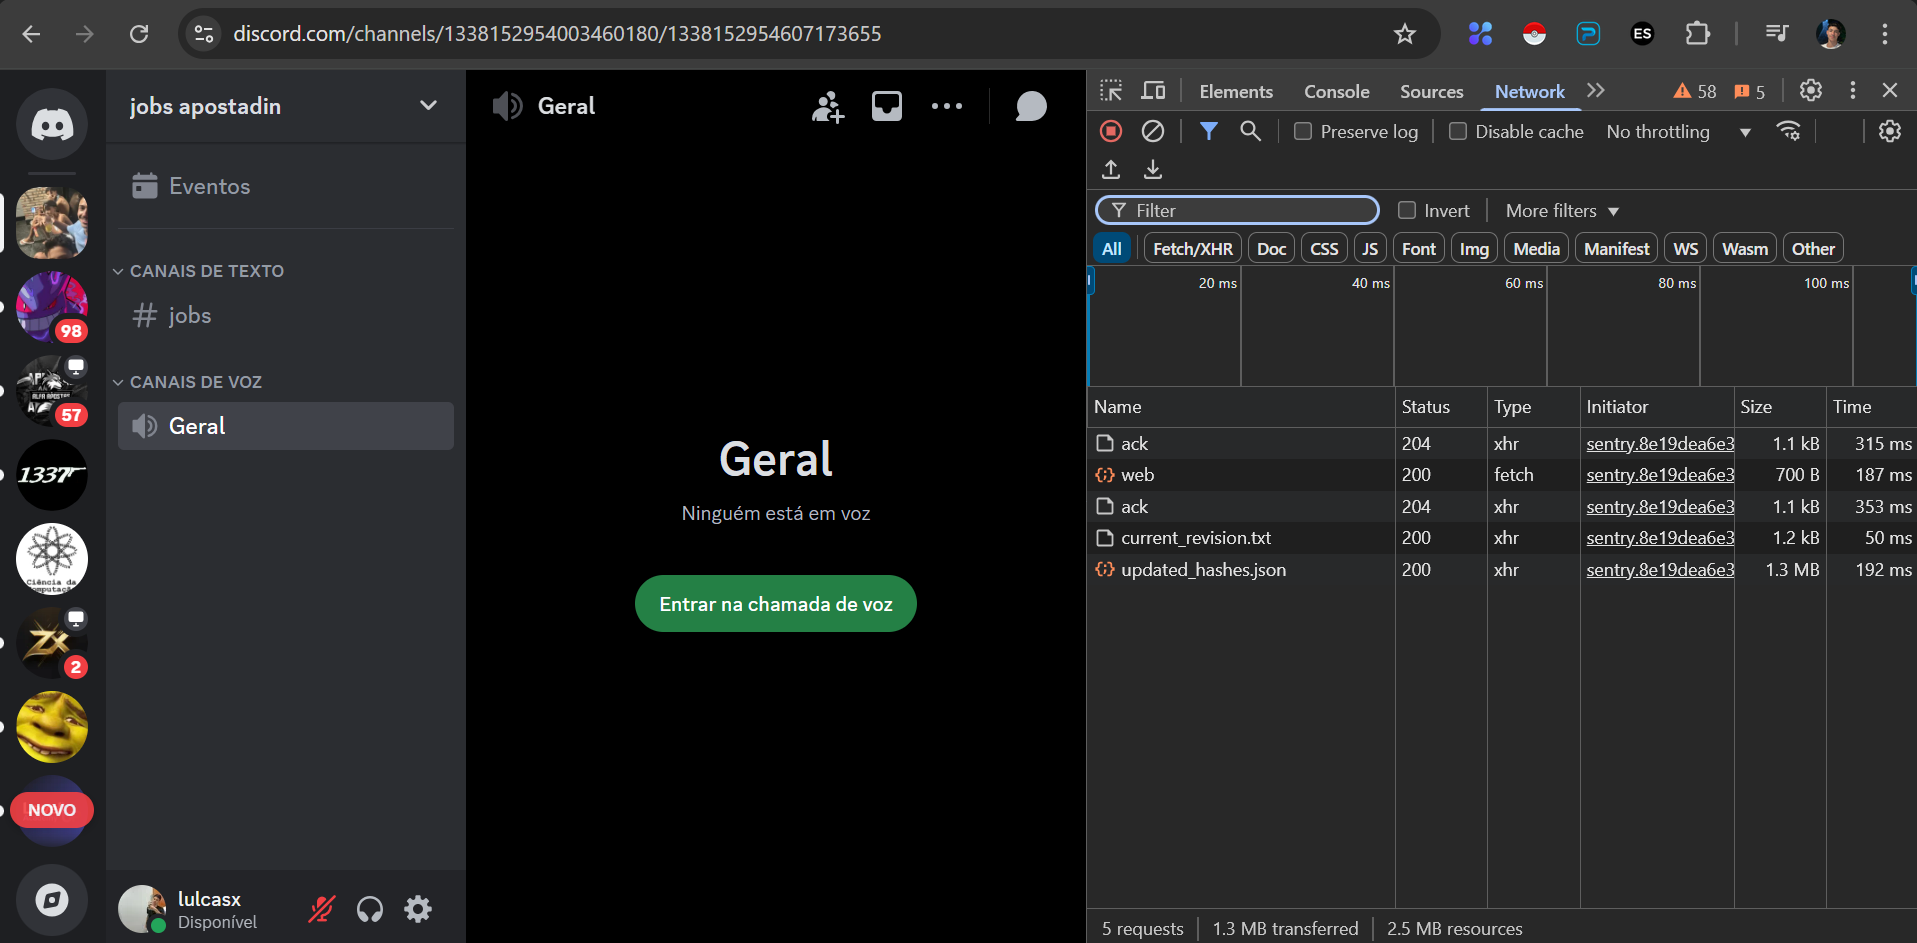 discord.com/channels/1338152954003460180/1338152954607173655
ES
jobs apostadin
Eventos
CANAIS DE TEXTO
jobs
CANAIS DE VOZ
Geral
98
57
1337
Ciência da
2
NOVO
lulcasx
Disponível
Geral
Geral
Ninguém está em voz
Entrar na chamada de voz
Elements
Console
Sources
Network
58
5
Preserve log
Disable cache
No throttling
Filter
Invert
More filters
All
Fetch/XHR
Doc
CSS
JS
Font
Img
Media
Manifest
WS
Wasm
Other
20 ms
40 ms
60 ms
80 ms
100 ms
Name Status Type Initiator Size Time
ack 204 xhr sentry.8e19dea6e3 1.1 kB 315 ms
web 200 fetch sentry.8e19dea6e3 700 B 187 ms
ack 204 xhr sentry.8e19dea6e3 1.1 kB 353 ms
current_revision.txt 200 xhr sentry.8e19dea6e3 1.2 kB 50 ms
updated_hashes.json 200 xhr sentry.8e19dea6e3 1.3 MB 192 ms
5 requests
1.3 MB transferred
2.5 MB resources